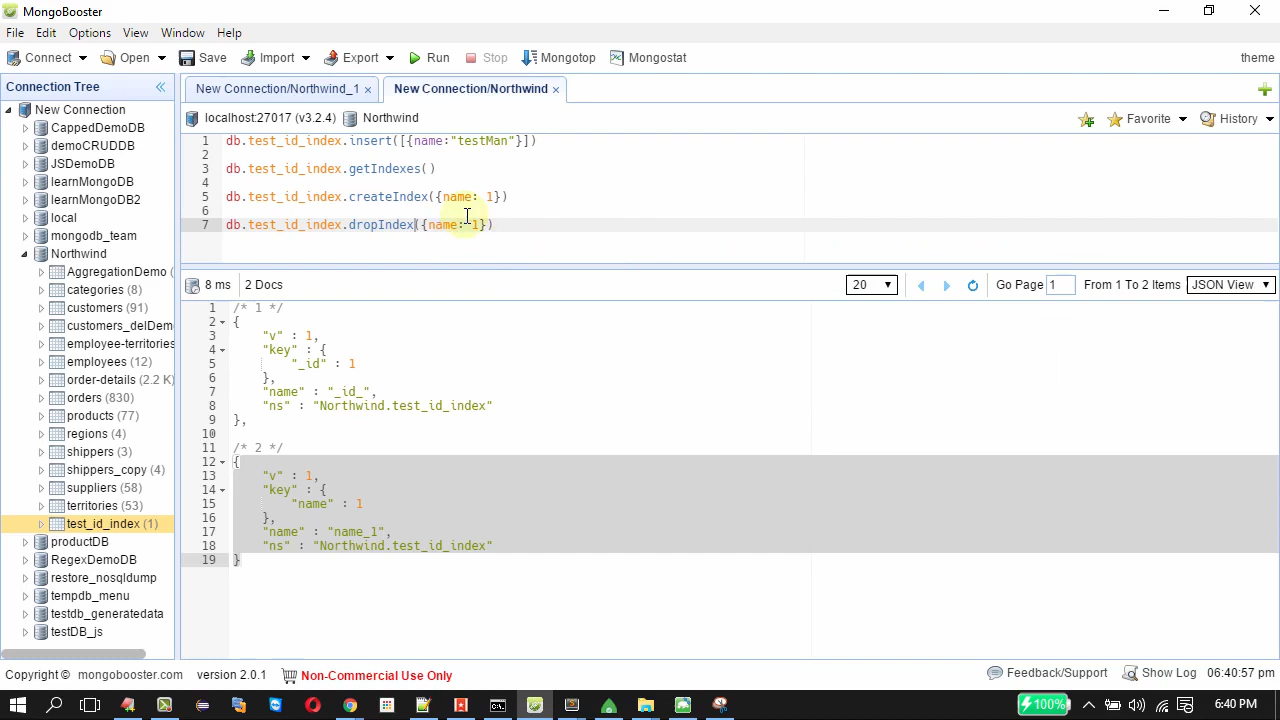 MongoBooster
File Edit Options View Window Help
Connect Open Save Import Export Run Stop Mongotop Mongostat theme
Connection Tree
New Connection
CappedDemoDB
demoCRUDDB
JSDemoDB
learnMongoDB
learnMongoDB2
local
mongodb_team
Northwind
AggregationDemo (
categories (8)
customers (91)
customers_delDem
employee-territories
employees (12)
order-details (2.2 K)
orders (830)
products (77)
regions (4)
shippers (3)
shippers_copy (4)
suppliers (58)
territories (53)
test_id_index (1)
productDB
RegexDemoDB
restore_nosqldump
tempdb_menu
testdb_generatedata
testDB_js
New Connection/Northwind_1 × New Connection/Northwind ×
localhost:27017 (v3.2.4) Northwind Favorite History
1 db.test_id_index.insert([{name:"testMan"}])
2
3 db.test_id_index.getIndexes()
4
5 db.test_id_index.createIndex({name: 1})
6
7 db.test_id_index.dropIndex({name: 1})
8 ms 2 Docs 20 Go Page 1 From 1 To 2 Items JSON View
1 /* 1 */
2 {
3 "v" : 1,
4 "key" : {
5 "_id" : 1
6 },
7 "name" : "_id_",
8 "ns" : "Northwind.test_id_index"
9 },
10
11 /* 2 */
12 {
13 "v" : 1,
14 "key" : {
15 "name" : 1
16 },
17 "name" : "name_1",
18 "ns" : "Northwind.test_id_index"
19 }
Copyright © mongobooster.com version 2.0.1 Non-Commercial Use Only Feedback/Support Show Log 06:40:57 pm
100% 6:40 PM